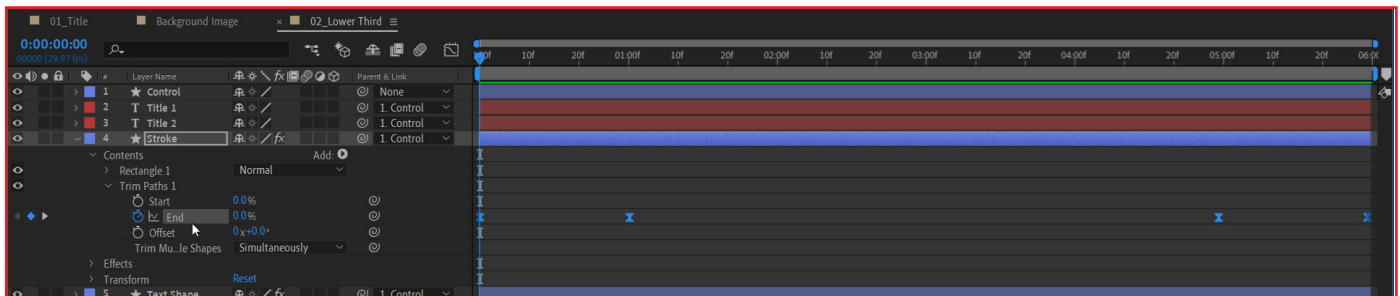 01_Title Background Image × 02_Lower Third
0:00:00:00
00000 (29.97 fps)
10f 20f 01:00f 10f 20f 02:00f 10f 20f 03:00f 10f 20f 04:00f 10f 20f 05:00f 10f 20f
# Layer Name fx Parent & Link
1 Control None
2 T Title 1 1. Control
3 T Title 2 1. Control
4 Stroke fx 1. Control
Contents Add:
Rectangle 1 Normal
Trim Paths 1
Start 0.0%
End 0.0%
Offset 0x+0.0°
Trim Mu...le Shapes Simultaneously
Effects
Transform Reset
5 Text Shape fx 1. Control